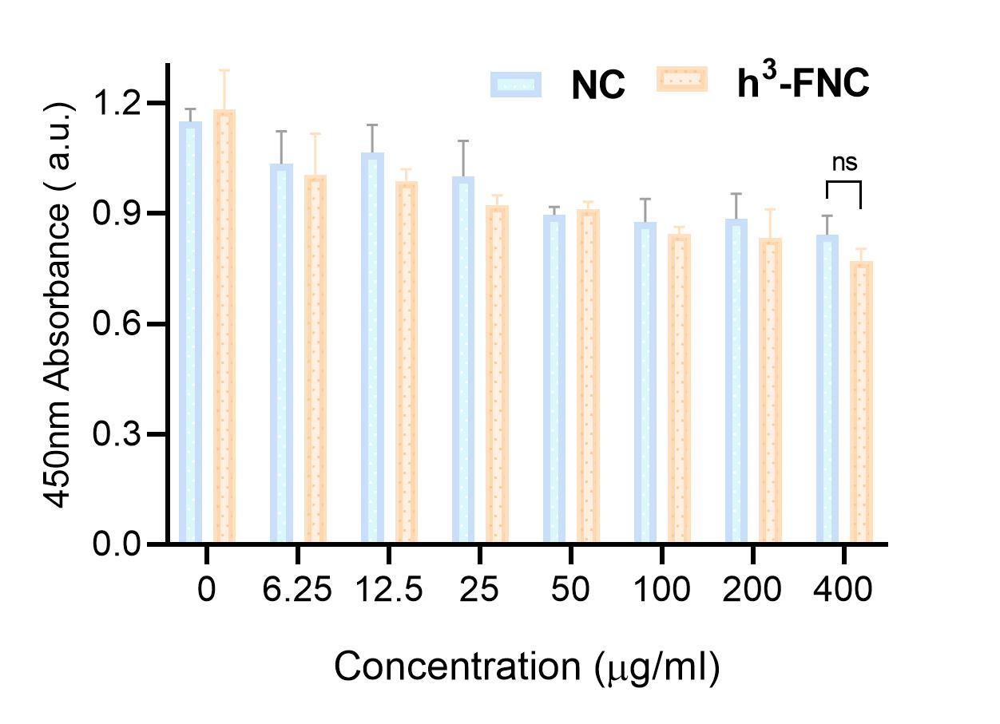 NC h³-FNC
450nm Absorbance ( a.u.)
1.2
0.9
0.6
0.3
0.0
ns
0 6.25 12.5 25 50 100 200 400
Concentration (μg/ml)